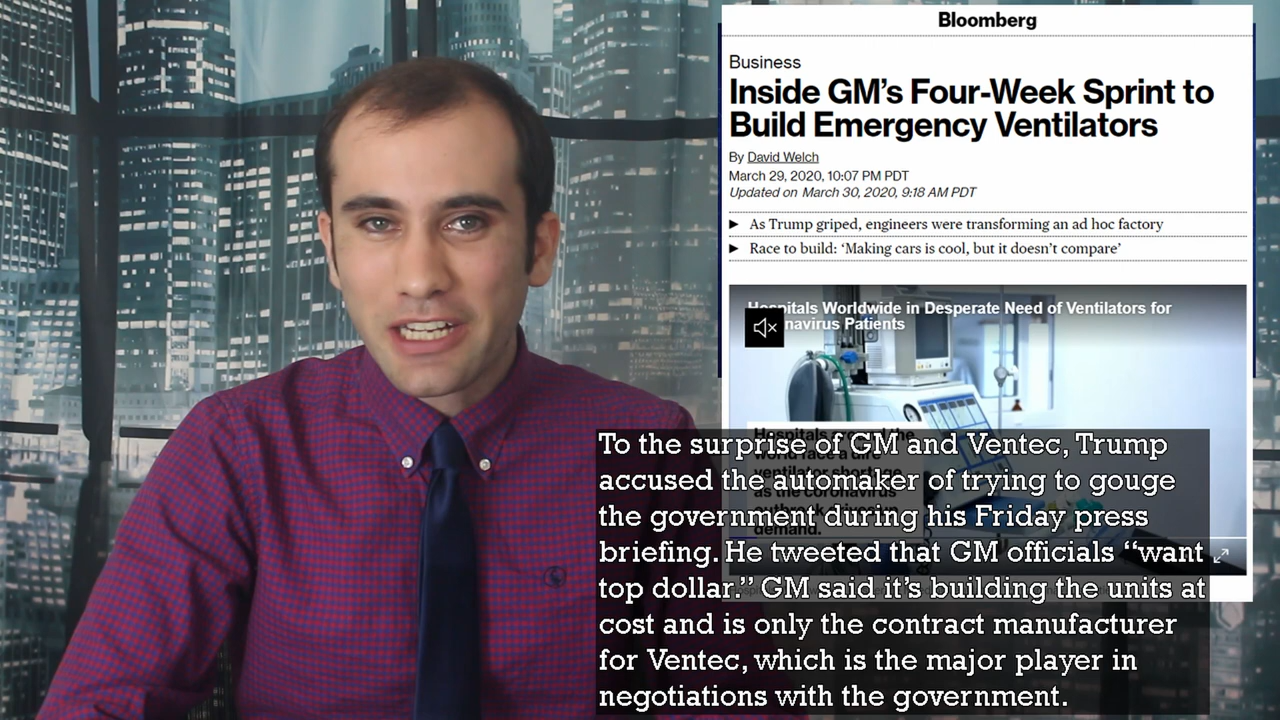 Bloomberg
Business
Inside GM's Four-Week Sprint to
Build Emergency Ventilators
By David Welch
March 29, 2020, 10:07 PM PDT
Updated on March 30, 2020, 9:18 AM PDT
As Trump griped, engineers were transforming an ad hoc factory
Race to build: ‘Making cars is cool, but it doesn't compare’
Hospitals Worldwide in Desperate Need of Ventilators for
navirus Patients
To the surprise of GM and Ventec, Trump
accused the automaker of trying to gouge
the government during his Friday press
briefing. He tweeted that GM officials “want
top dollar.” GM said it's building the units at
cost and is only the contract manufacturer
for Ventec, which is the major player in
negotiations with the government.